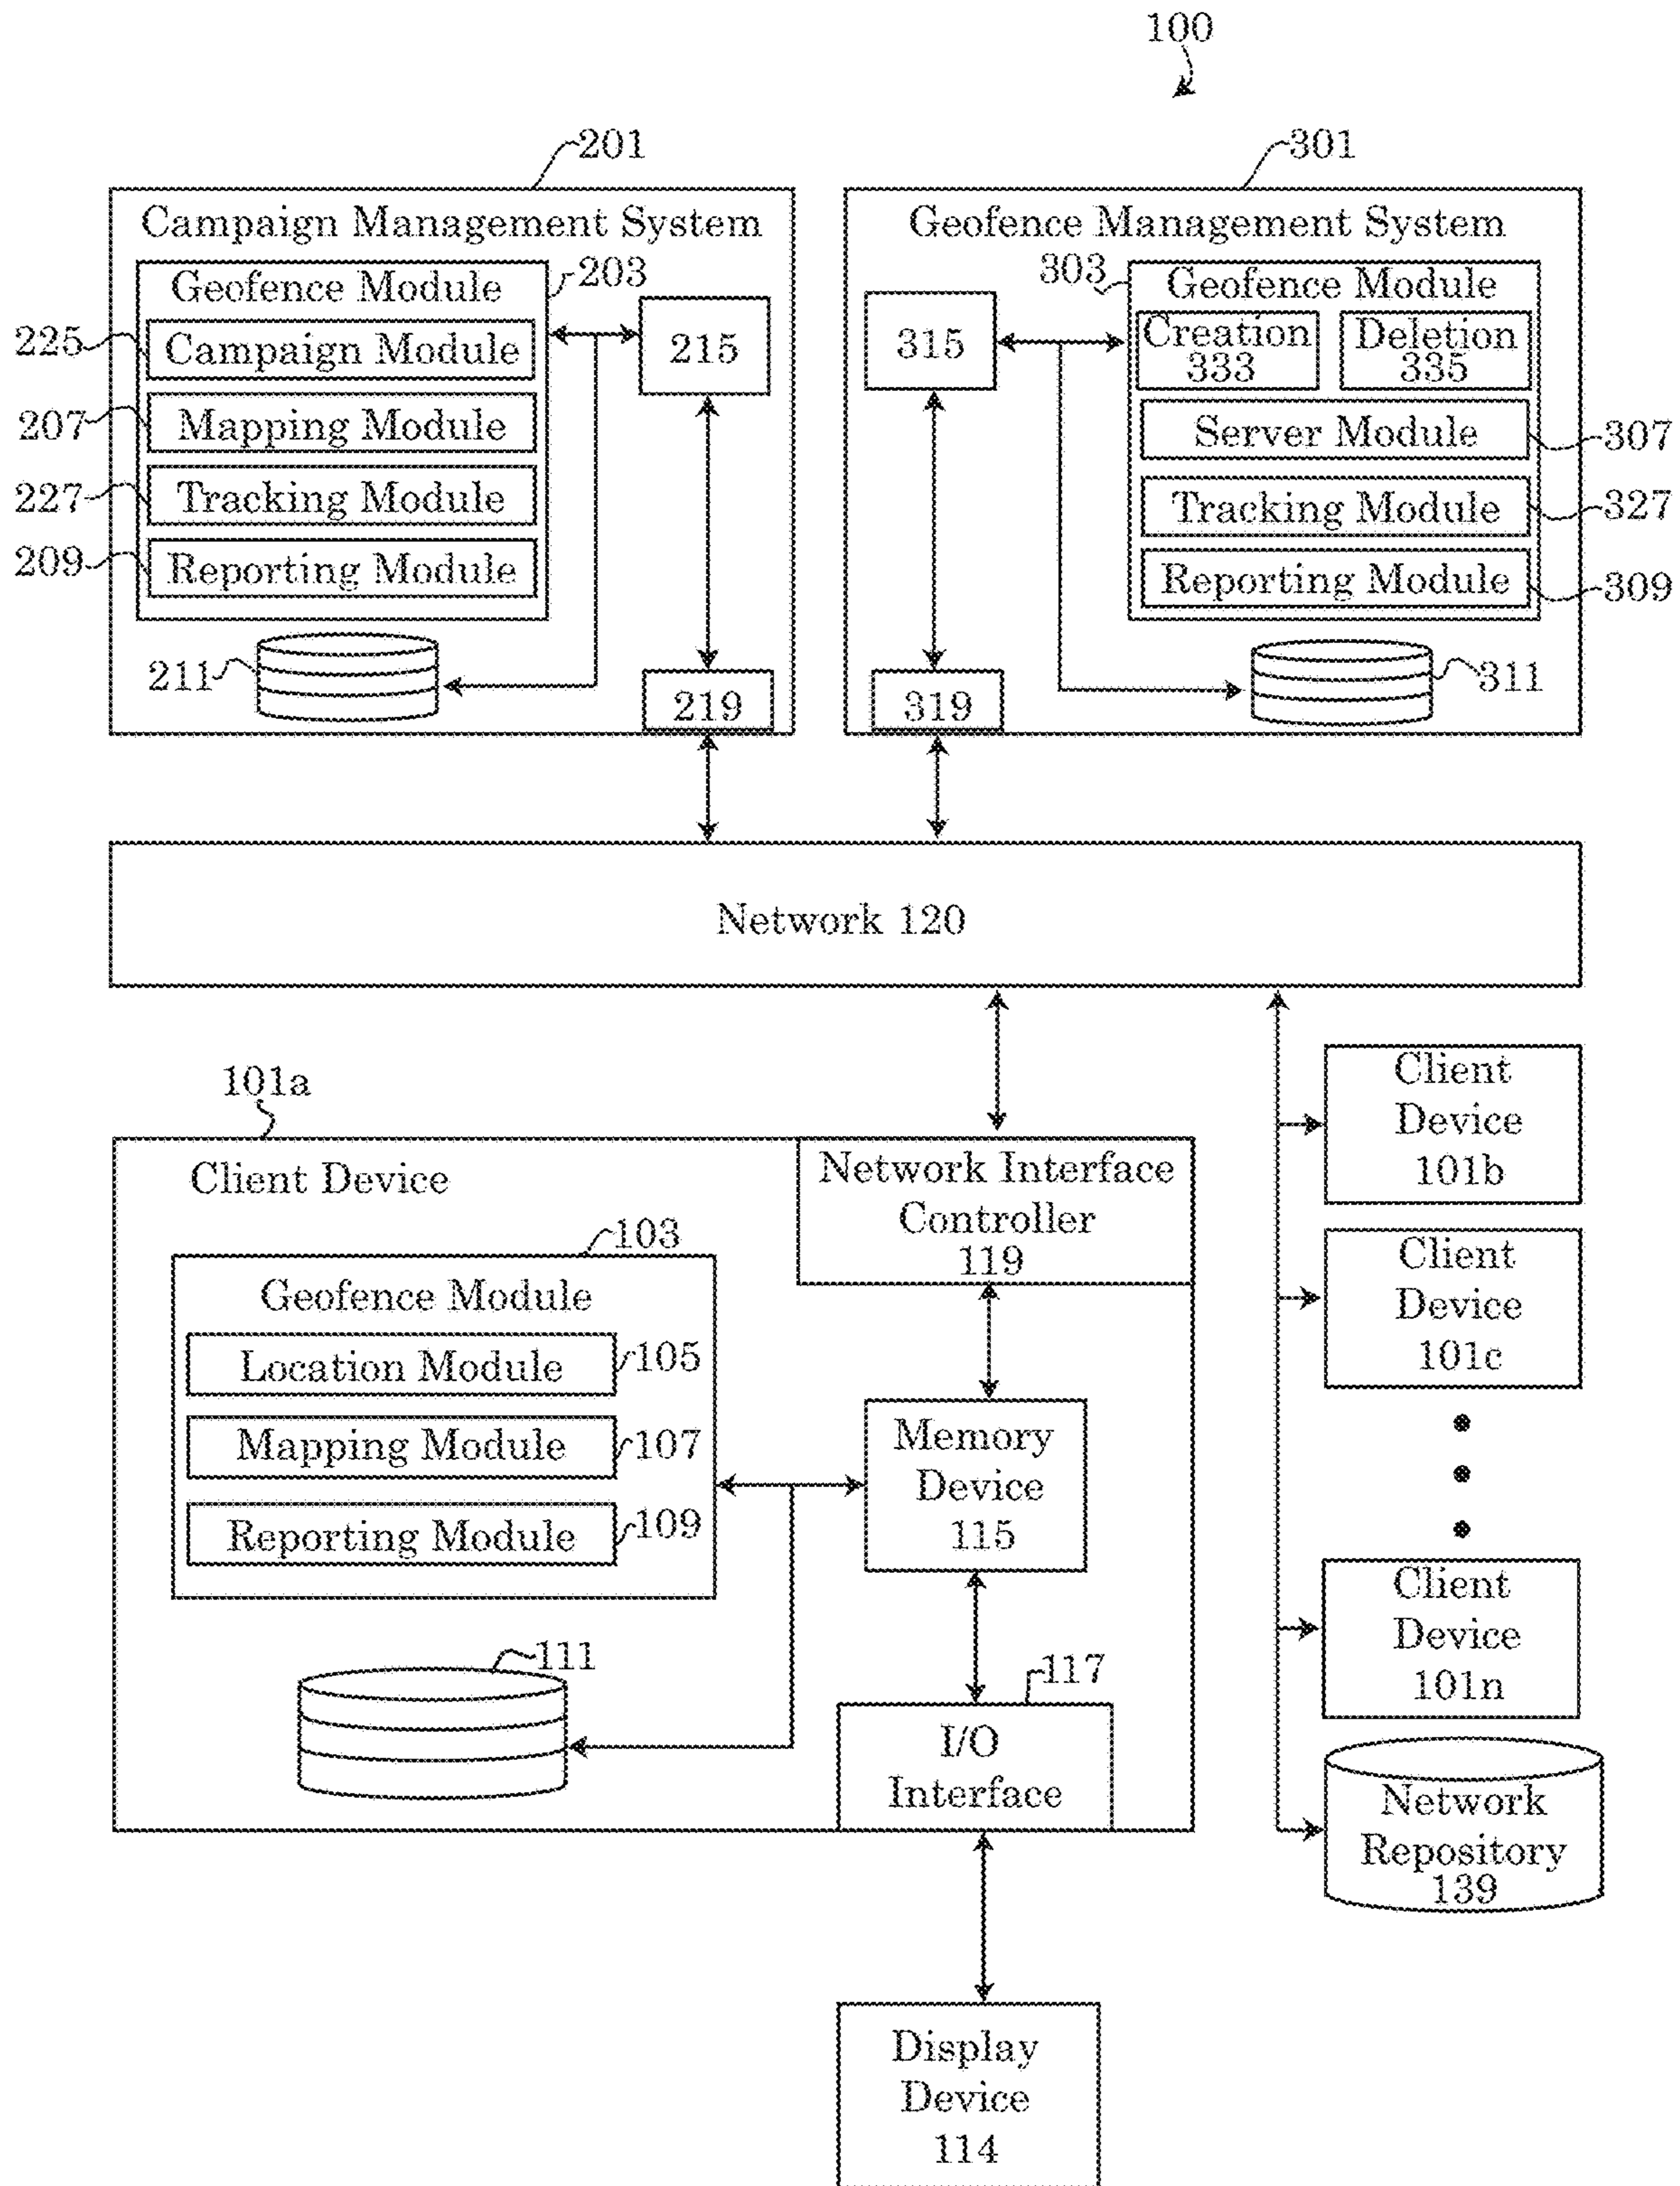 100
201
301
Campaign Management System
Geofence Management System
203
Geofence Module
225
Campaign Module
207
Mapping Module
227
Tracking Module
209
Reporting Module
215
211
219
303
Geofence Module
315
Creation
333
Deletion
335
Server Module
307
Tracking Module
327
Reporting Module
309
319
311
Network 120
101a
Client Device
Network Interface
Controller
119
103
Geofence Module
Location Module
105
Mapping Module
107
Reporting Module
109
Memory
Device
115
111
117
I/O
Interface
Display
Device
114
Client
Device
101b
Client
Device
101c
Client
Device
101n
Network
Repository
139